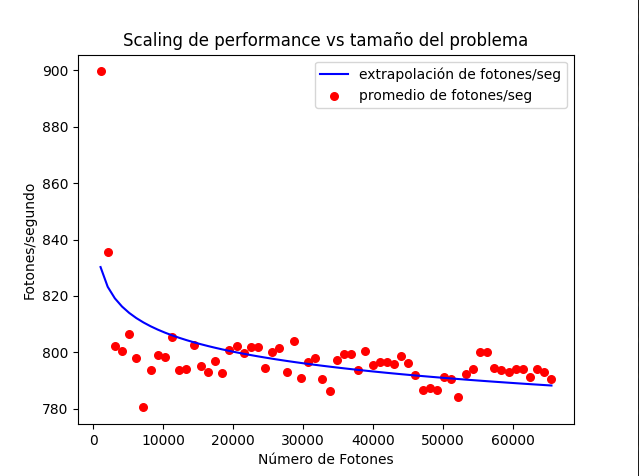 Scaling de performance vs tamaño del problema
extrapolación de fotones/seg
promedio de fotones/seg
Fotones/segundo
900
880
860
840
820
800
780
0 10000 20000 30000 40000 50000 60000
Número de Fotones